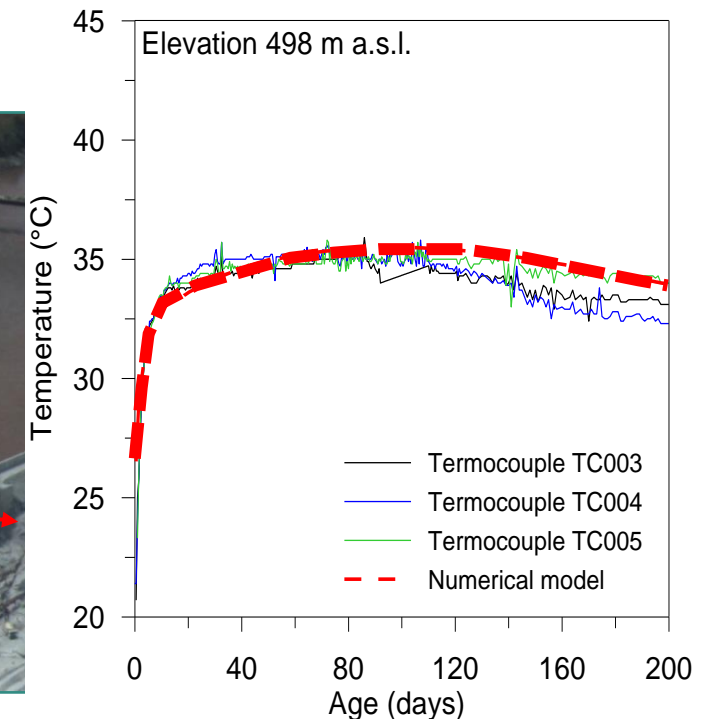 Elevation 498 m a.s.l.
45
40
35
30
25
20
Temperature (°C)
Termocouple TC003
Termocouple TC004
Termocouple TC005
Numerical model
0 40 80 120 160 200
Age (days)